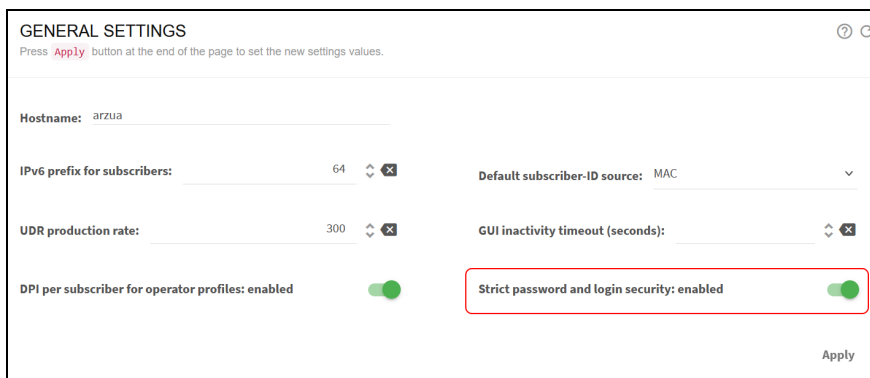 GENERAL SETTINGS
Press Apply button at the end of the page to set the new settings values.
Hostname: arzua
IPv6 prefix for subscribers: 64
Default subscriber-ID source: MAC
UDR production rate: 300
GUI inactivity timeout (seconds):
DPI per subscriber for operator profiles: enabled
Strict password and login security: enabled
Apply